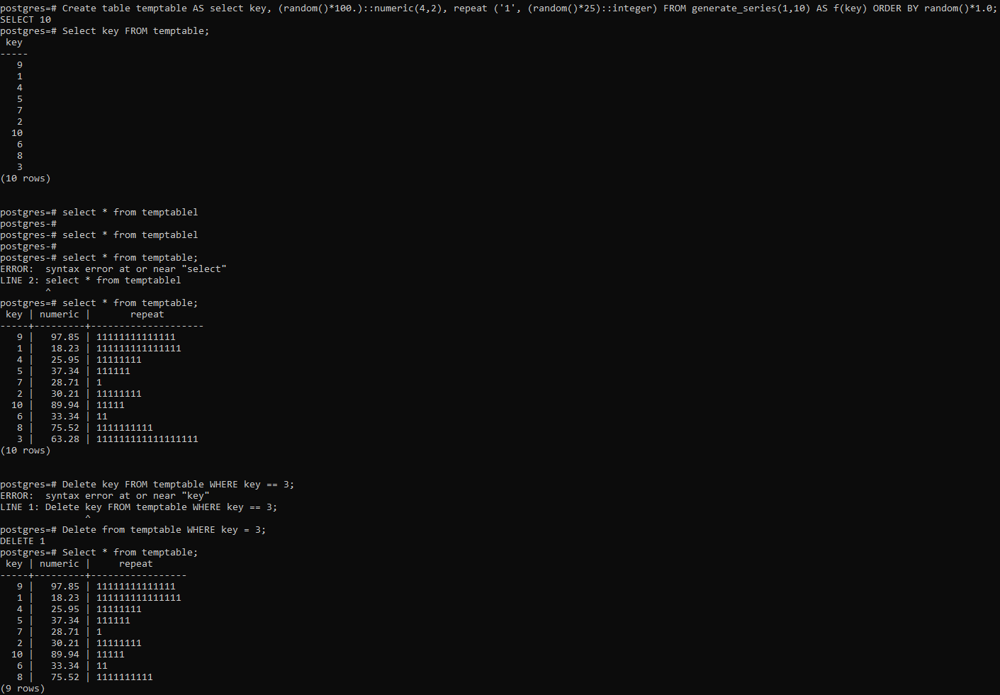 postgres=# Create table temptable AS select key, (random()*100.)::numeric(4,2), repeat ('1', (random()*25)::integer) FROM generate_series(1,10) AS f(key) ORDER BY random()*1.0;
SELECT 10
postgres=# Select key FROM temptable;
 key
-----
   9
   1
   4
   5
   7
   2
  10
   6
   8
   3
(10 rows)
postgres=# select * from temptablel
postgres-#
postgres-# select * from temptablel
postgres-#
postgres-# select * from temptable;
ERROR:  syntax error at or near "select"
LINE 2: select * from temptablel
        ^
postgres=# select * from temptable;
 key | numeric |       repeat
-----+---------+--------------------
   9 |   97.85 | 11111111111111
   1 |   18.23 | 111111111111111
   4 |   25.95 | 11111111
   5 |   37.34 | 111111
   7 |   28.71 | 1
   2 |   30.21 | 11111111
  10 |   89.94 | 11111
   6 |   33.34 | 11
   8 |   75.52 | 1111111111
   3 |   63.28 | 111111111111111111
(10 rows)
postgres=# Delete key FROM temptable WHERE key == 3;
ERROR:  syntax error at or near "key"
LINE 1: Delete key FROM temptable WHERE key == 3;
               ^
postgres=# Delete from temptable WHERE key = 3;
DELETE 1
postgres=# Select * from temptable;
 key | numeric |     repeat
-----+---------+-----------------
   9 |   97.85 | 11111111111111
   1 |   18.23 | 111111111111111
   4 |   25.95 | 11111111
   5 |   37.34 | 111111
   7 |   28.71 | 1
   2 |   30.21 | 11111111
  10 |   89.94 | 11111
   6 |   33.34 | 11
   8 |   75.52 | 1111111111
(9 rows)